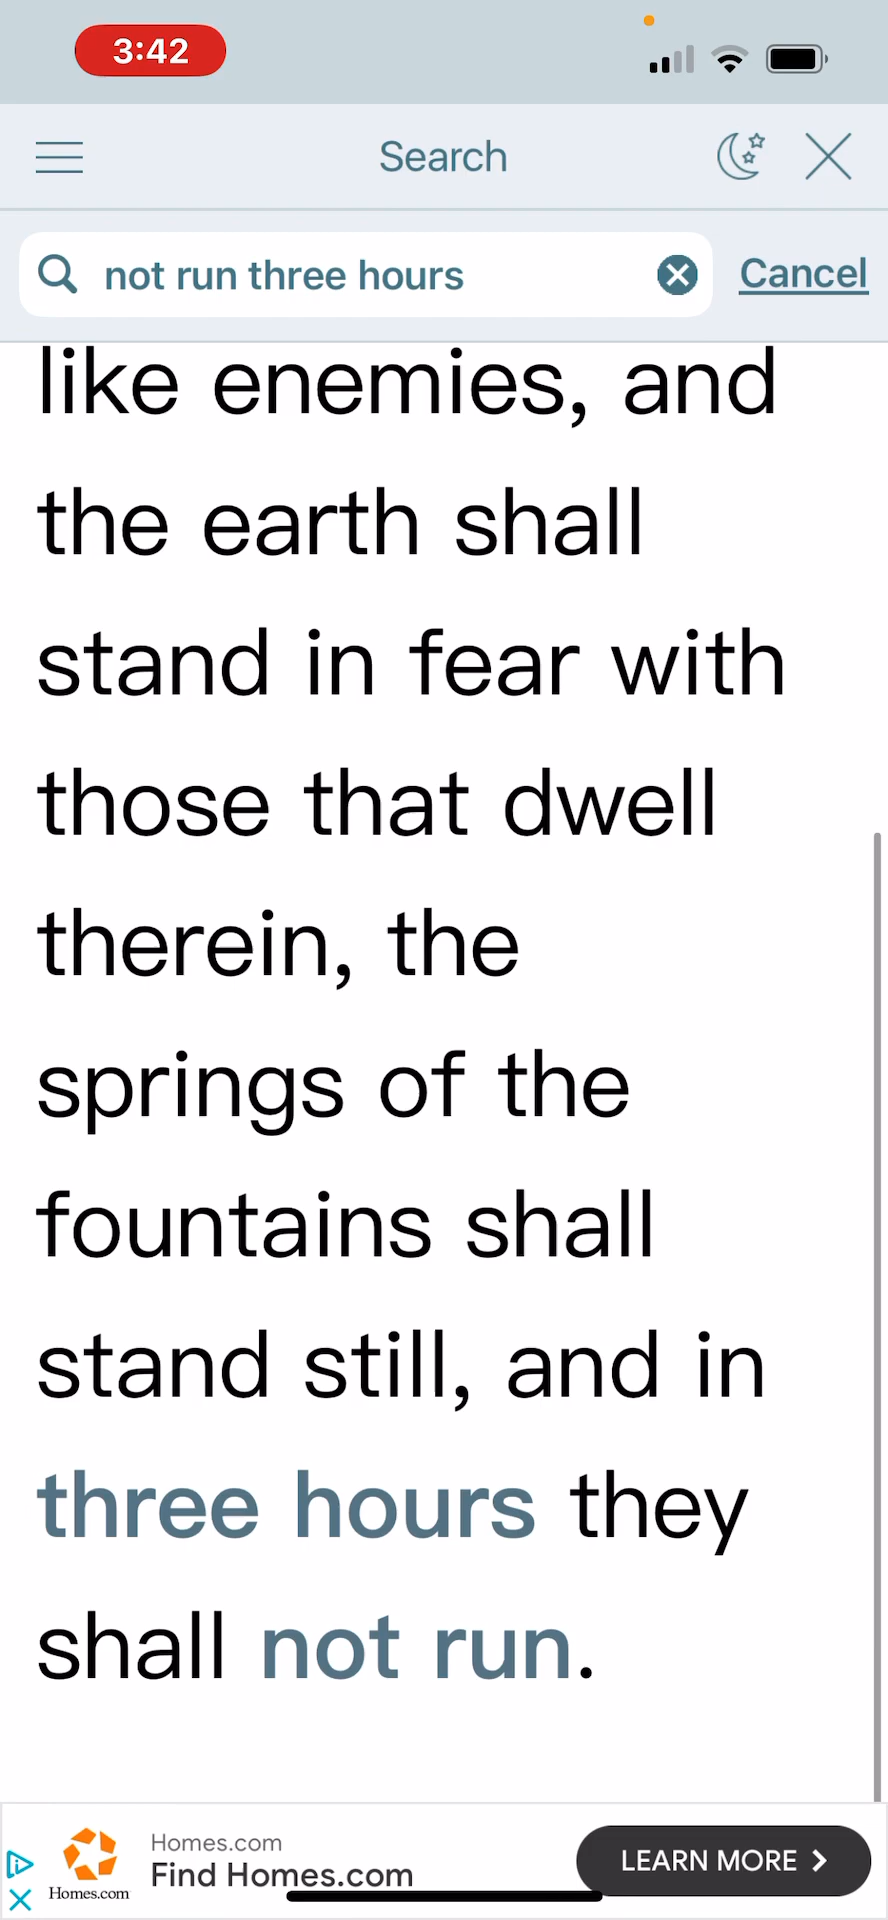 3:42
Search
not run three hours
Cancel
like enemies, and
the earth shall
stand in fear with
those that dwell
therein, the
springs of the
fountains shall
stand still, and in
three hours they
shall not run.
Homes.com
Find Homes.com
LEARN MORE
Homes.com